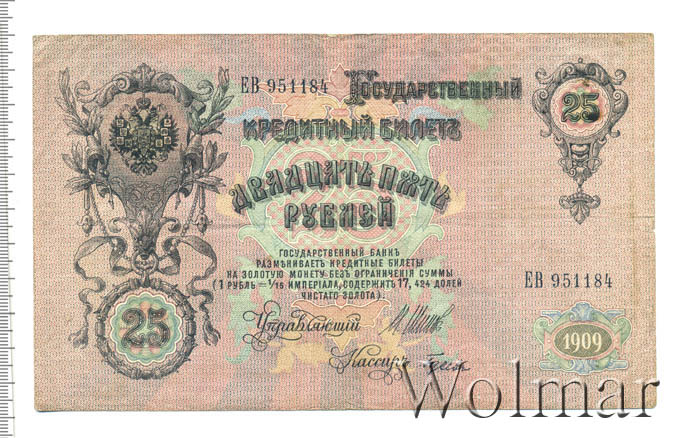 ЕВ 951184
Государственный
Кредитный Билетъ
Двадцать пять
рублей
25
Государственный банкъ
размѣниваетъ кредитные билеты
на золотую монету безъ ограниченія суммы
(1 рубль = 1/15 имперіала, содержитъ 17, 424 долей
чистаго золота)
ЕВ 951184
25
Управляющій
Кассиръ
1909
Wolmar